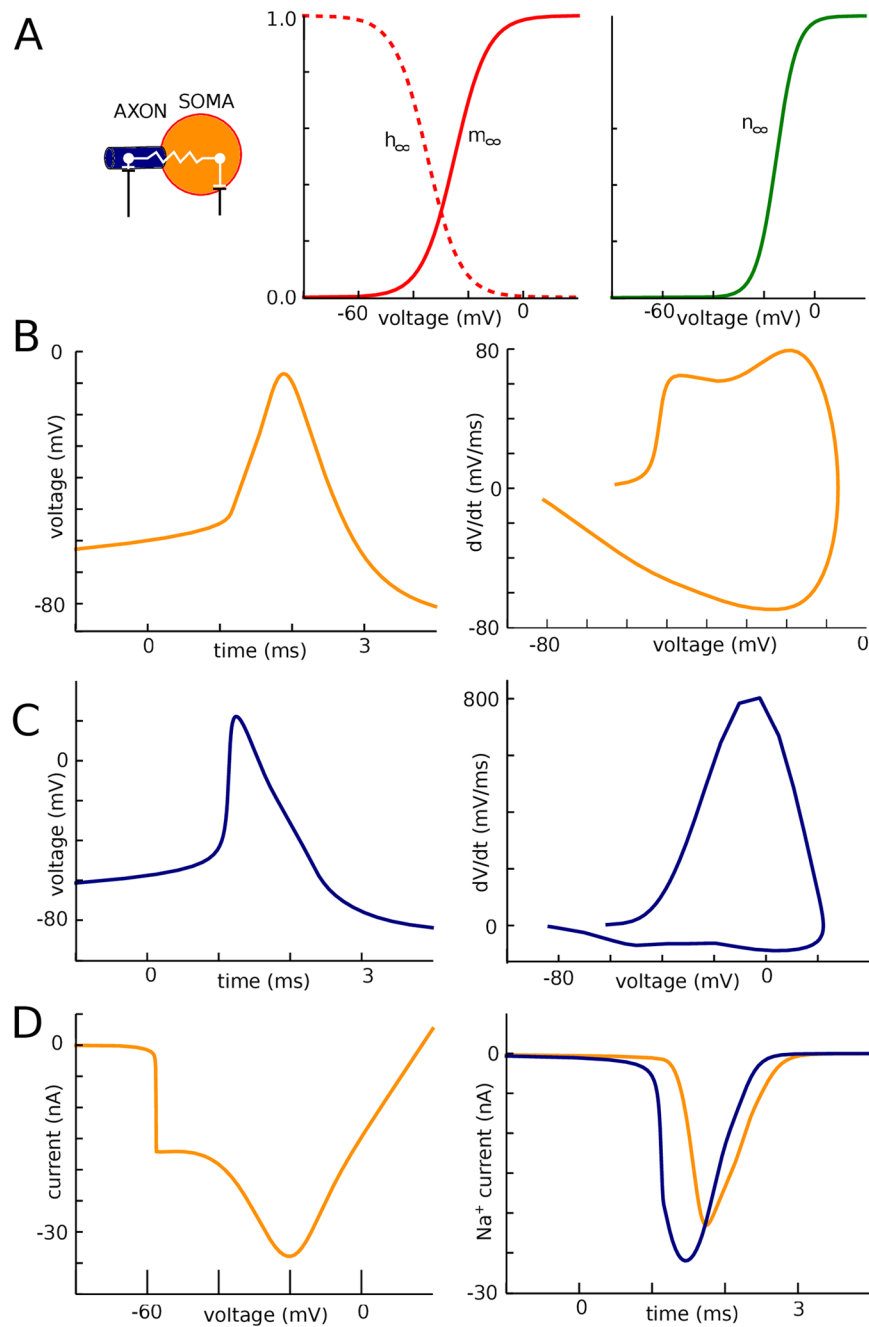 A
AXON
SOMA
1.0
0.0
h∞
m∞
-60
0
voltage (mV)
n∞
-60
0
voltage (mV)
B
0
-80
voltage (mV)
0
3
time (ms)
80
0
-80
dV/dt (mV/ms)
-80
0
voltage (mV)
C
0
-80
voltage (mV)
0
3
time (ms)
800
0
dV/dt (mV/ms)
-80
0
voltage (mV)
D
0
-30
current (nA)
-60
0
voltage (mV)
0
-30
Na⁺ current (nA)
0
3
time (ms)